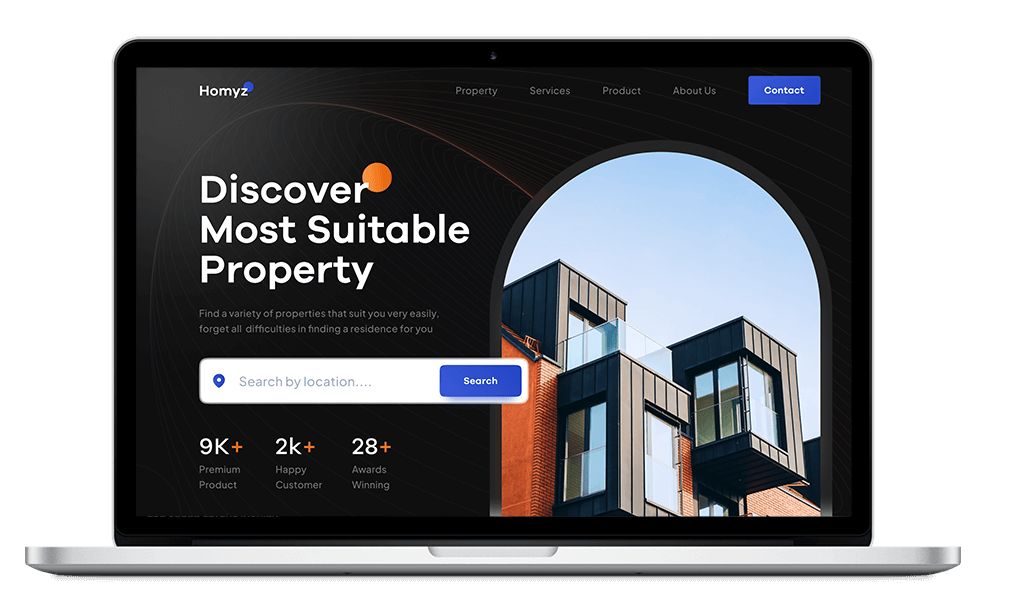 Homyz
Property Services Product About Us Contact
Discover
Most Suitable
Property
Find a variety of properties that suit you very easily,
forget all difficulties in finding a residence for you
Search by location....
Search
9K+ 2k+ 28+
Premium Happy Awards
Product Customer Winning